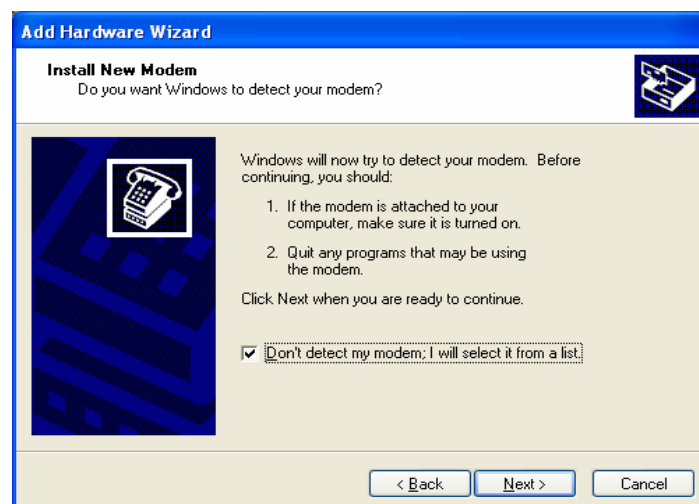 Add Hardware Wizard
Install New Modem
Do you want Windows to detect your modem?
Windows will now try to detect your modem. Before
continuing, you should:
1. If the modem is attached to your
computer, make sure it is turned on.
2. Quit any programs that may be using
the modem.
Click Next when you are ready to continue.
Don't detect my modem; I will select it from a list.
< Back
Next >
Cancel